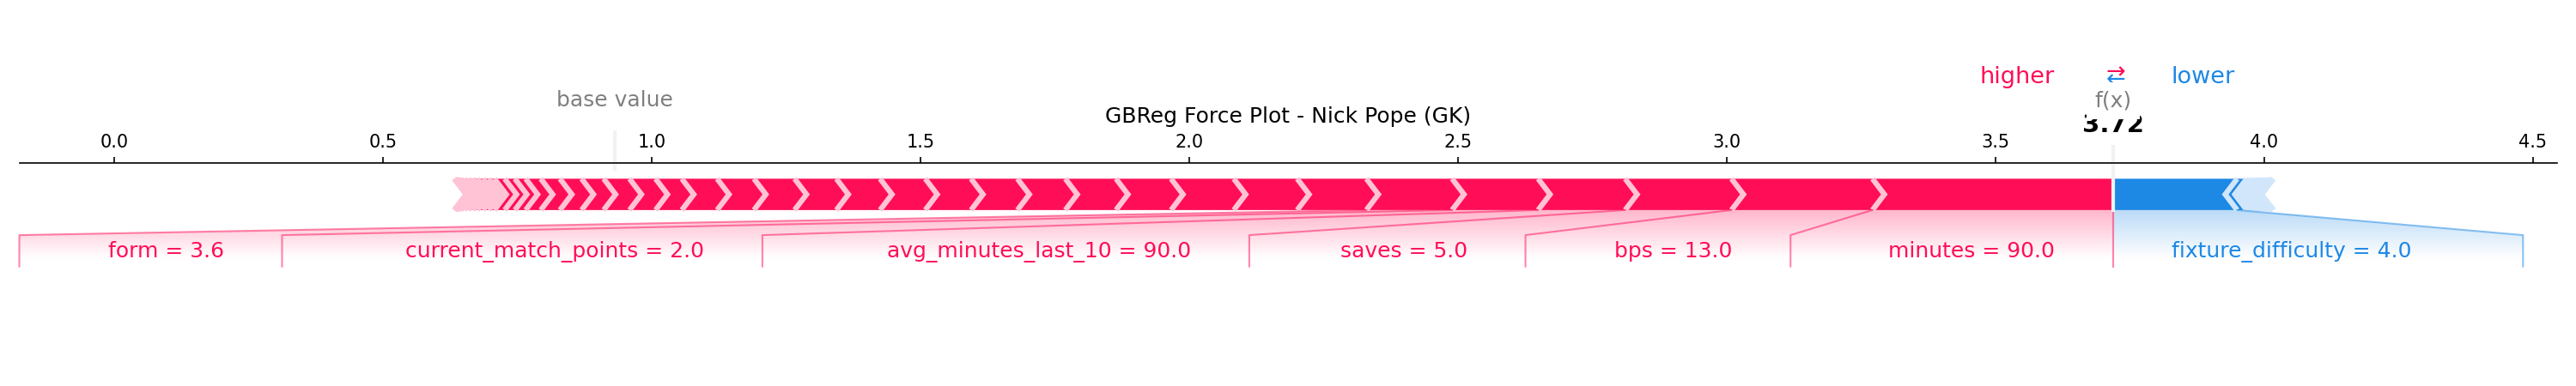 higher ⇄ lower
base value
f(x)
GBReg Force Plot - Nick Pope (GK)
3.72
0.0 0.5 1.0 1.5 2.0 2.5 3.0 3.5 4.0 4.5
form = 3.6 current_match_points = 2.0 avg_minutes_last_10 = 90.0 saves = 5.0 bps = 13.0 minutes = 90.0 fixture_difficulty = 4.0